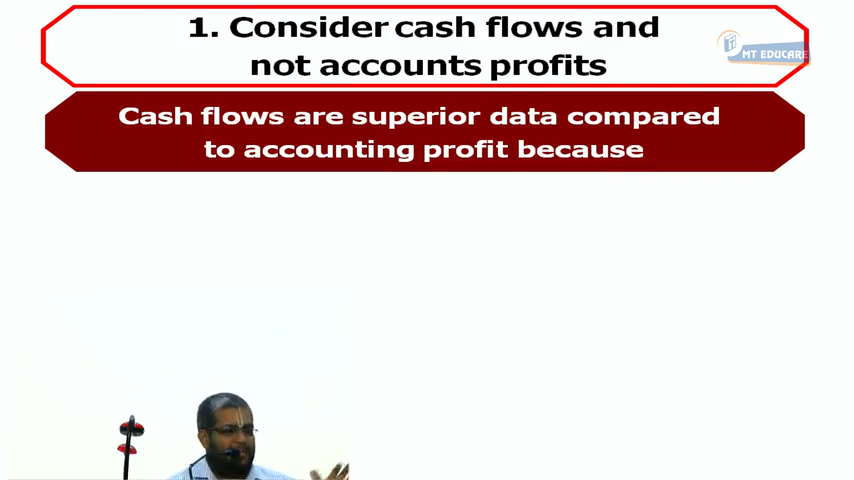 1. Consider cash flows and
not accounts profits
MT EDUCARE
Cash flows are superior data compared
to accounting profit because